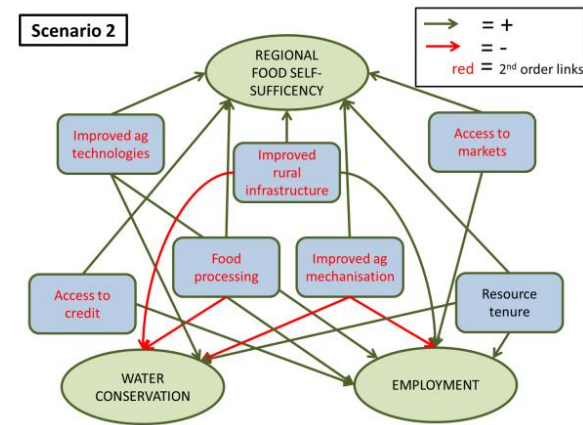 Scenario 2
= +
= -
red = 2nd order links
REGIONAL
FOOD SELF-
SUFFICENCY
Improved ag
technologies
Improved
rural
infrastructure
Access to
markets
Food
processing
Improved ag
mechanisation
Access to
credit
Resource
tenure
WATER
CONSERVATION
EMPLOYMENT